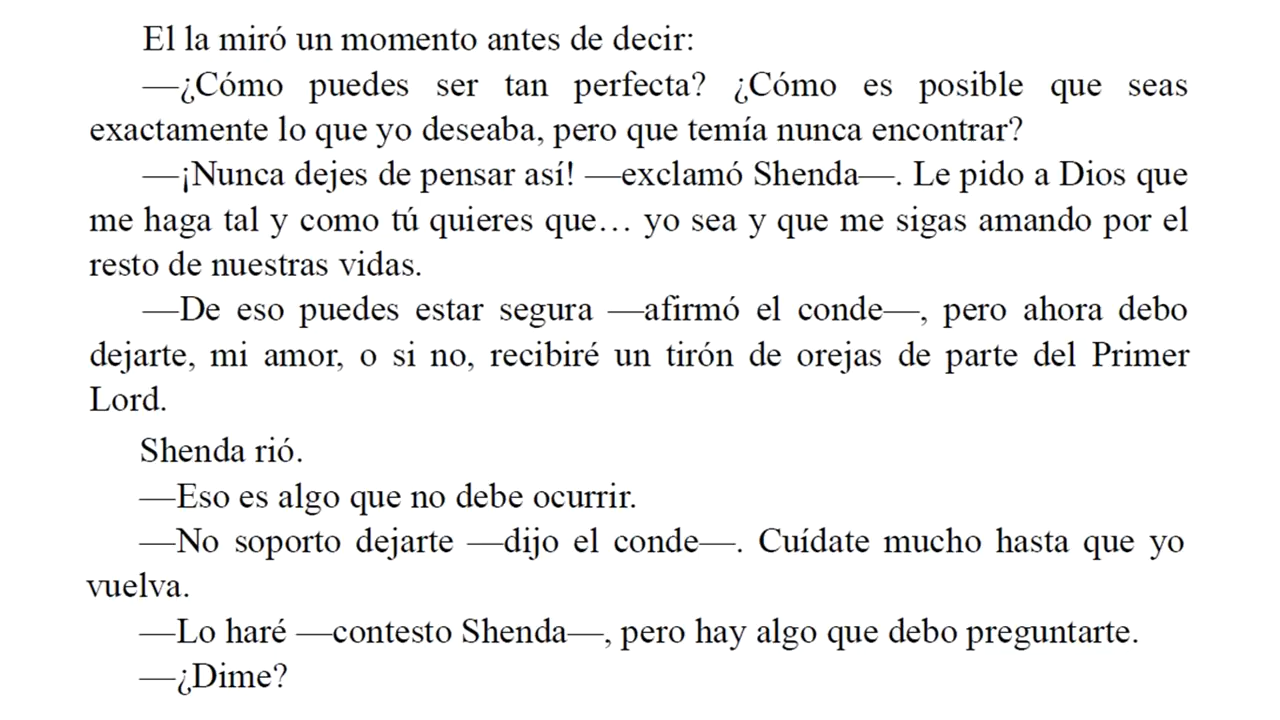 El la miró un momento antes de decir:
—¿Cómo puedes ser tan perfecta? ¿Cómo es posible que seas
exactamente lo que yo deseaba, pero que temía nunca encontrar?
—¡Nunca dejes de pensar así! —exclamó Shenda—. Le pido a Dios que
me haga tal y como tú quieres que… yo sea y que me sigas amando por el
resto de nuestras vidas.
—De eso puedes estar segura —afirmó el conde—, pero ahora debo
dejarte, mi amor, o si no, recibiré un tirón de orejas de parte del Primer
Lord.
Shenda rió.
—Eso es algo que no debe ocurrir.
—No soporto dejarte —dijo el conde—. Cuídate mucho hasta que yo
vuelva.
—Lo haré —contesto Shenda—, pero hay algo que debo preguntarte.
—¿Dime?